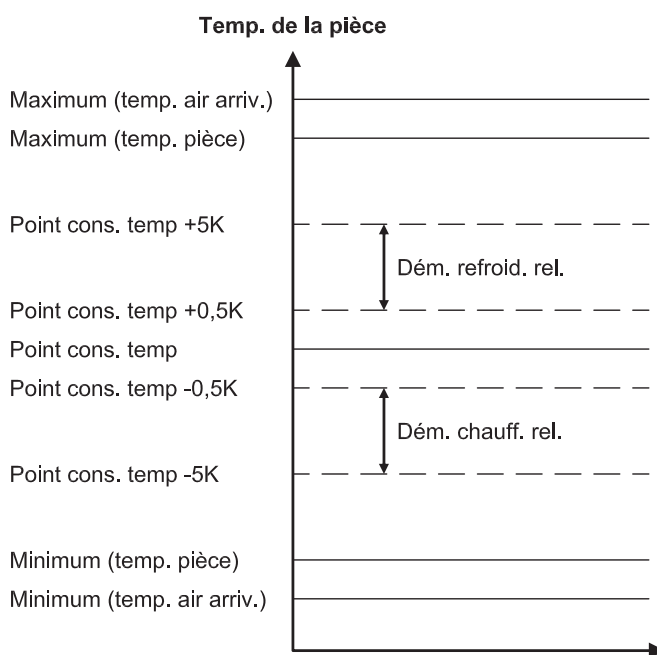 Temp. de la pièce
Maximum (temp. air arriv.)
Maximum (temp. pièce)
Point cons. temp +5K
Dém. refroid. rel.
Point cons. temp +0,5K
Point cons. temp
Point cons. temp -0,5K
Dém. chauff. rel.
Point cons. temp -5K
Minimum (temp. pièce)
Minimum (temp. air arriv.)